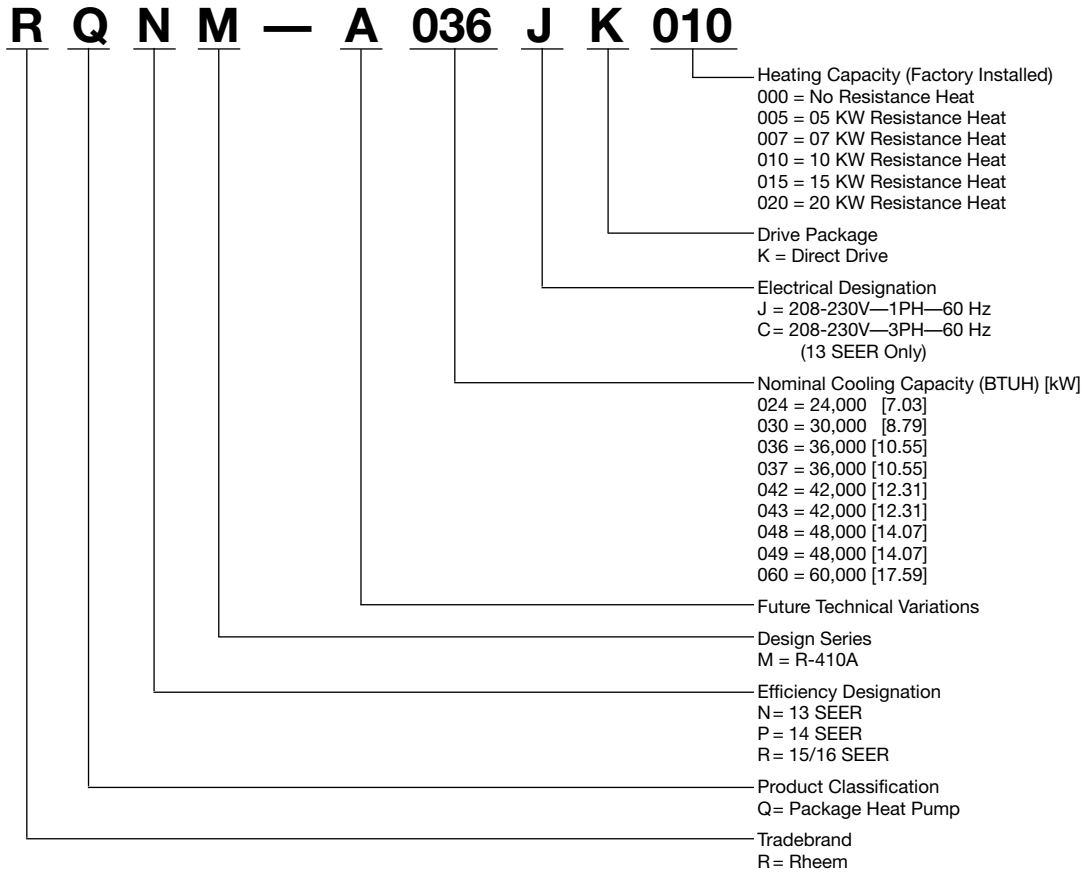 R Q N M — A 036 J K 010
Heating Capacity (Factory Installed)
000 = No Resistance Heat
005 = 05 KW Resistance Heat
007 = 07 KW Resistance Heat
010 = 10 KW Resistance Heat
015 = 15 KW Resistance Heat
020 = 20 KW Resistance Heat
Drive Package
K = Direct Drive
Electrical Designation
J = 208-230V—1PH—60 Hz
C= 208-230V—3PH—60 Hz
(13 SEER Only)
Nominal Cooling Capacity (BTUH) [kW]
024 = 24,000 [7.03]
030 = 30,000 [8.79]
036 = 36,000 [10.55]
037 = 36,000 [10.55]
042 = 42,000 [12.31]
043 = 42,000 [12.31]
048 = 48,000 [14.07]
049 = 48,000 [14.07]
060 = 60,000 [17.59]
Future Technical Variations
Design Series
M = R-410A
Efficiency Designation
N= 13 SEER
P = 14 SEER
R= 15/16 SEER
Product Classification
Q= Package Heat Pump
Tradebrand
R= Rheem